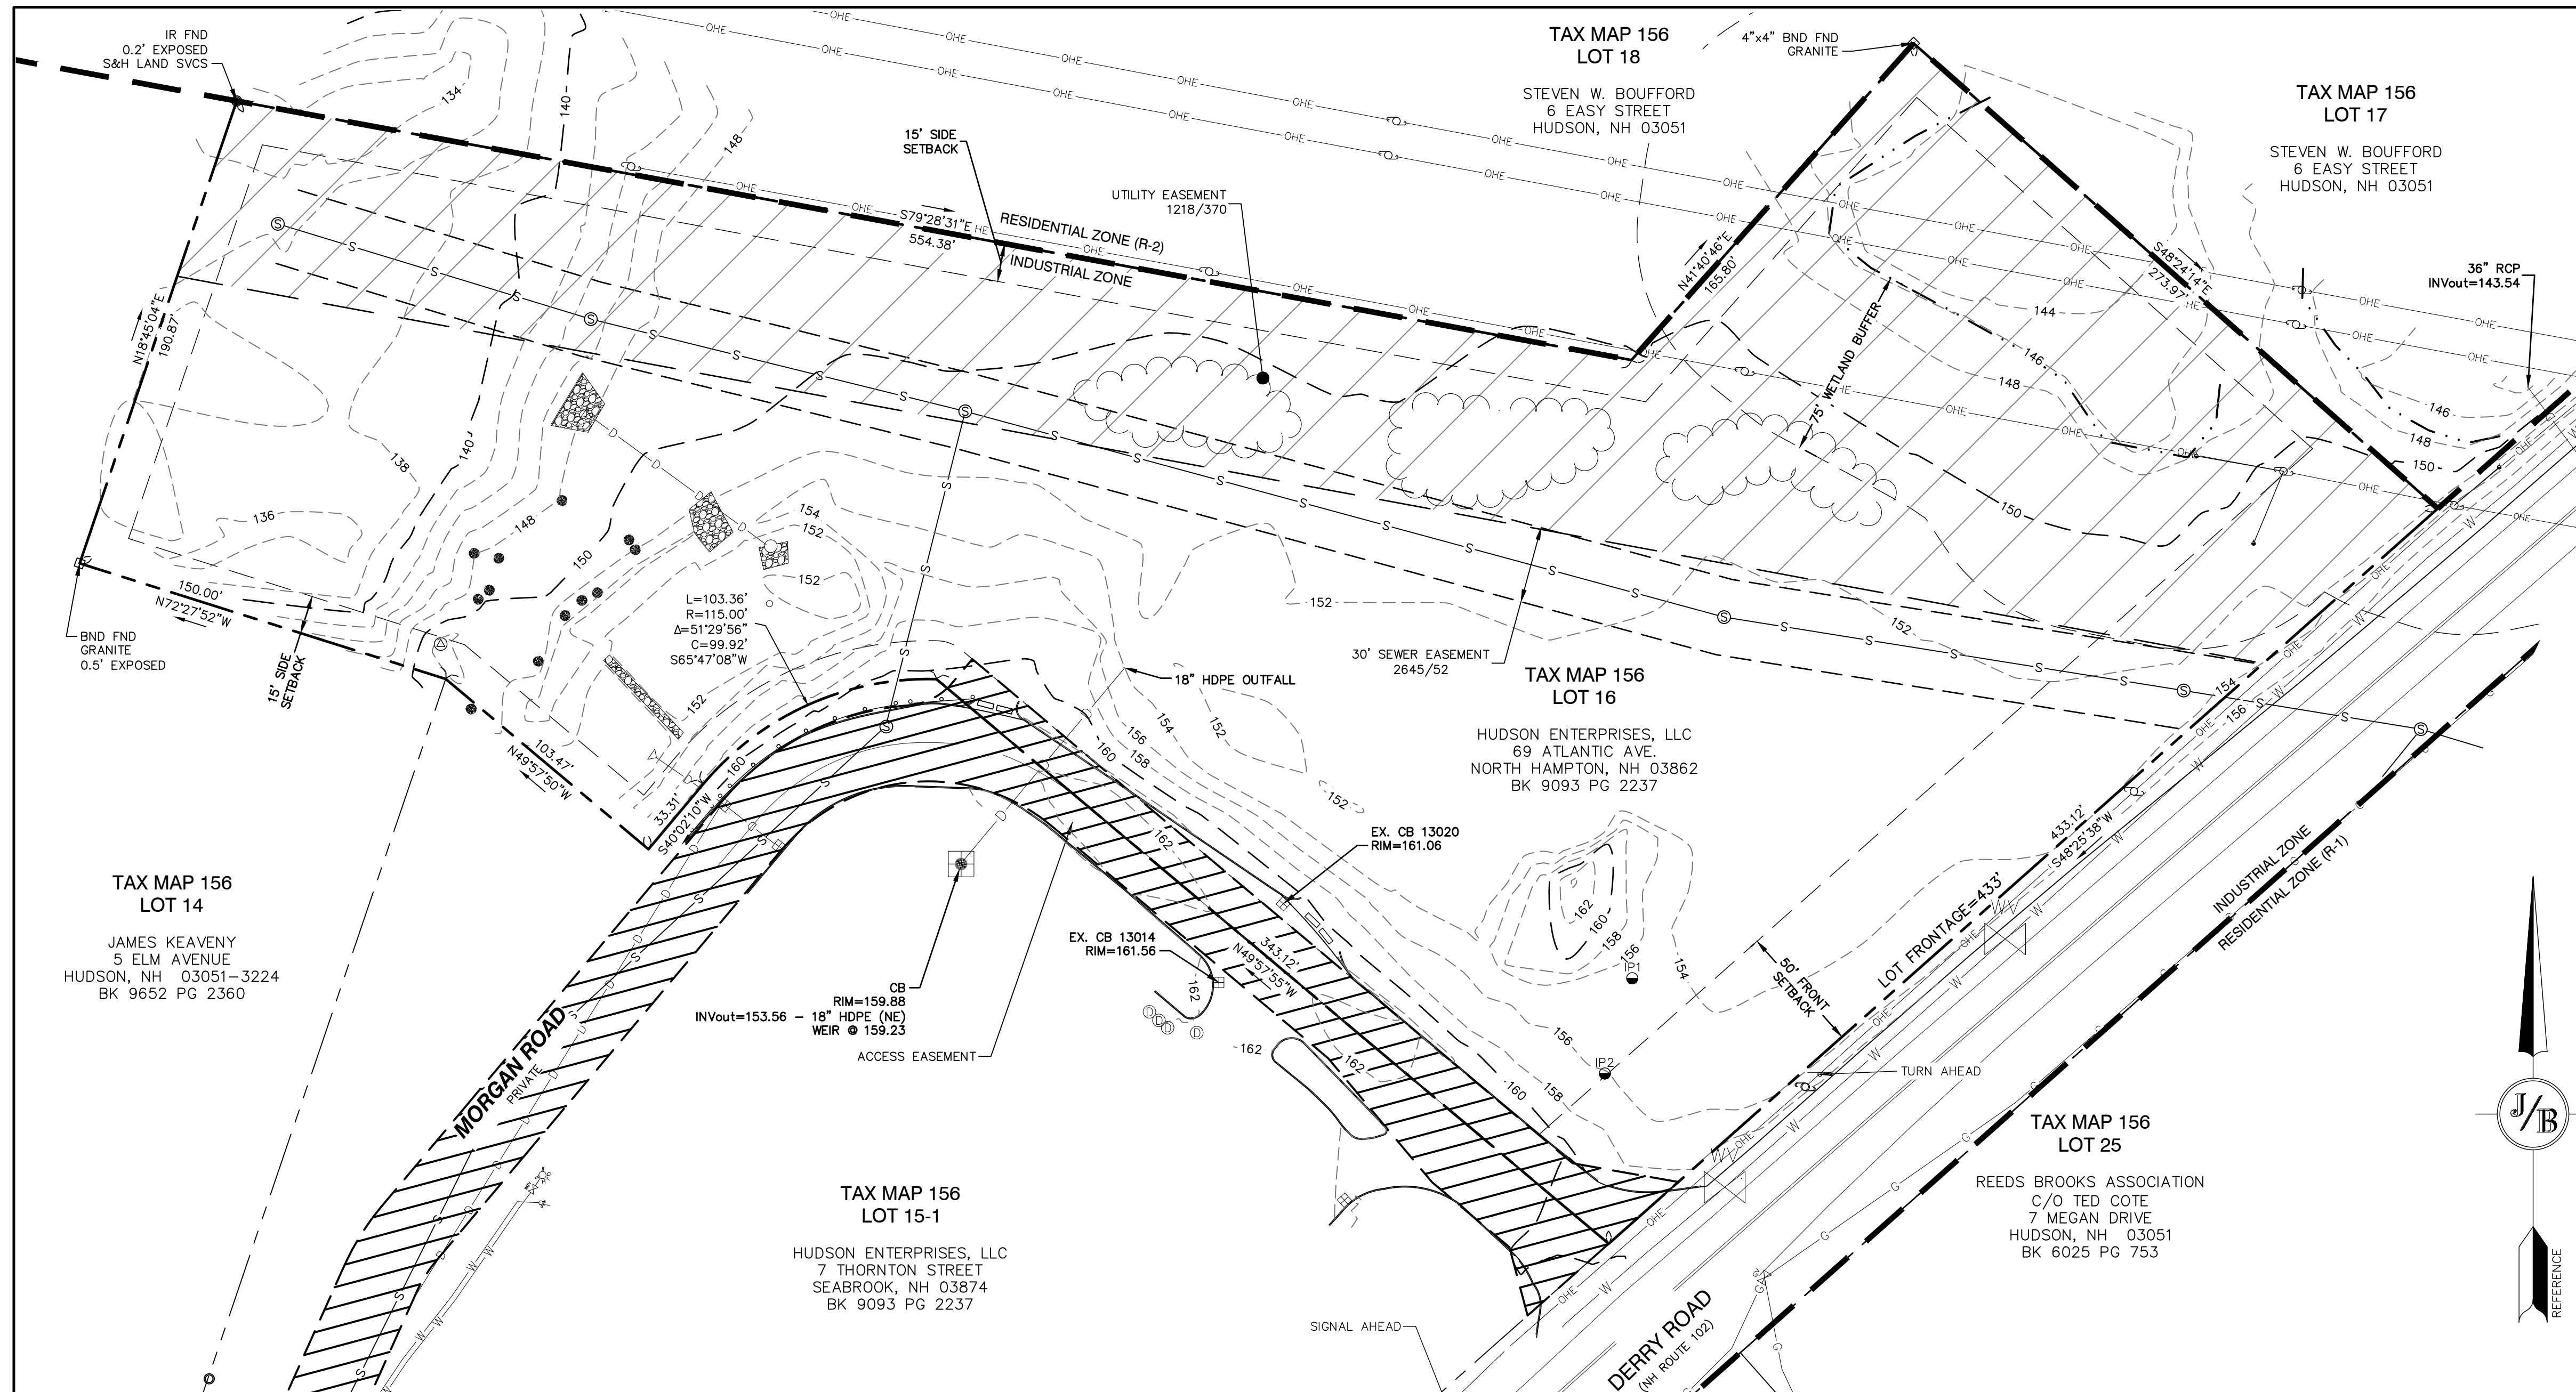 IR FND
0.2' EXPOSED
S&H LAND SVCS
TAX MAP 156
LOT 18
STEVEN W. BOUFFORD
6 EASY STREET
HUDSON, NH 03051
4"x4" BND FND
GRANITE
TAX MAP 156
LOT 17
STEVEN W. BOUFFORD
6 EASY STREET
HUDSON, NH 03051
36" RCP
INVout=143.54
15' SIDE
SETBACK
UTILITY EASEMENT
1218/370
S79°28'31"E
554.38'
RESIDENTIAL ZONE (R-2)
INDUSTRIAL ZONE
N41°40'46"E
165.80'
S48°24'14"E
273.97'
75' WETLAND BUFFER
N18°45'04"E
190.87'
134
140
148
144
146
148
146
148
150
150
138
140
136
148
150
154
152
152
152
152
150.00'
N72°27'52"W
BND FND
GRANITE
0.5' EXPOSED
15' SIDE
SETBACK
L=103.36'
R=115.00'
Δ=51°29'56"
C=99.92'
S65°47'08"W
18" HDPE OUTFALL
30' SEWER EASEMENT
2645/52
TAX MAP 156
LOT 16
HUDSON ENTERPRISES, LLC
69 ATLANTIC AVE.
NORTH HAMPTON, NH 03862
BK 9093 PG 2237
103.47'
N49°57'50"W
33.31'
S40°02'10"W
152
160
160
156
158
154
152
152
154
156
EX. CB 13020
RIM=161.06
EX. CB 13014
RIM=161.56
CB
RIM=159.88
INVout=153.56 - 18" HDPE (NE)
WEIR @ 159.23
ACCESS EASEMENT
162
343.12'
N49°57'55"W
162
162
162
160
158
156
162
160
158
156
154
IP1
IP2
50' FRONT
SETBACK
LOT FRONTAGE=433'
433.12'
S48°25'38"W
INDUSTRIAL ZONE
RESIDENTIAL ZONE (R-1)
TURN AHEAD
TAX MAP 156
LOT 14
JAMES KEAVENY
5 ELM AVENUE
HUDSON, NH 03051-3224
BK 9652 PG 2360
MORGAN ROAD
PRIVATE
TAX MAP 156
LOT 15-1
HUDSON ENTERPRISES, LLC
7 THORNTON STREET
SEABROOK, NH 03874
BK 9093 PG 2237
TAX MAP 156
LOT 25
REEDS BROOKS ASSOCIATION
C/O TED COTE
7 MEGAN DRIVE
HUDSON, NH 03051
BK 6025 PG 753
SIGNAL AHEAD
DERRY ROAD
(NH ROUTE 102)
J/B
REFERENCE